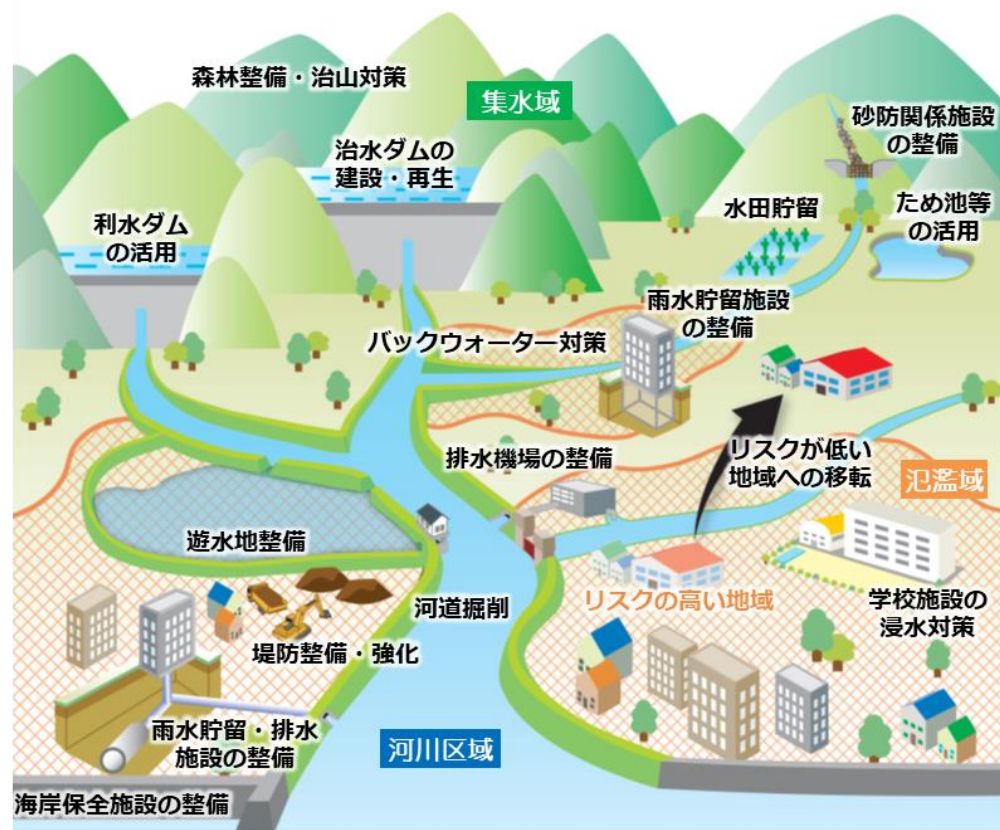 森林整備・治山対策
集水域
砂防関係施設
の整備
治水ダムの
建設・再生
水田貯留
ため池等
の活用
利水ダム
の活用
雨水貯留施設
の整備
バックウォーター対策
排水機場の整備
リスクが低い
地域への移転
氾濫域
遊水地整備
河道掘削
リスクの高い地域
学校施設の
浸水対策
堤防整備・強化
雨水貯留・排水
施設の整備
河川区域
海岸保全施設の整備